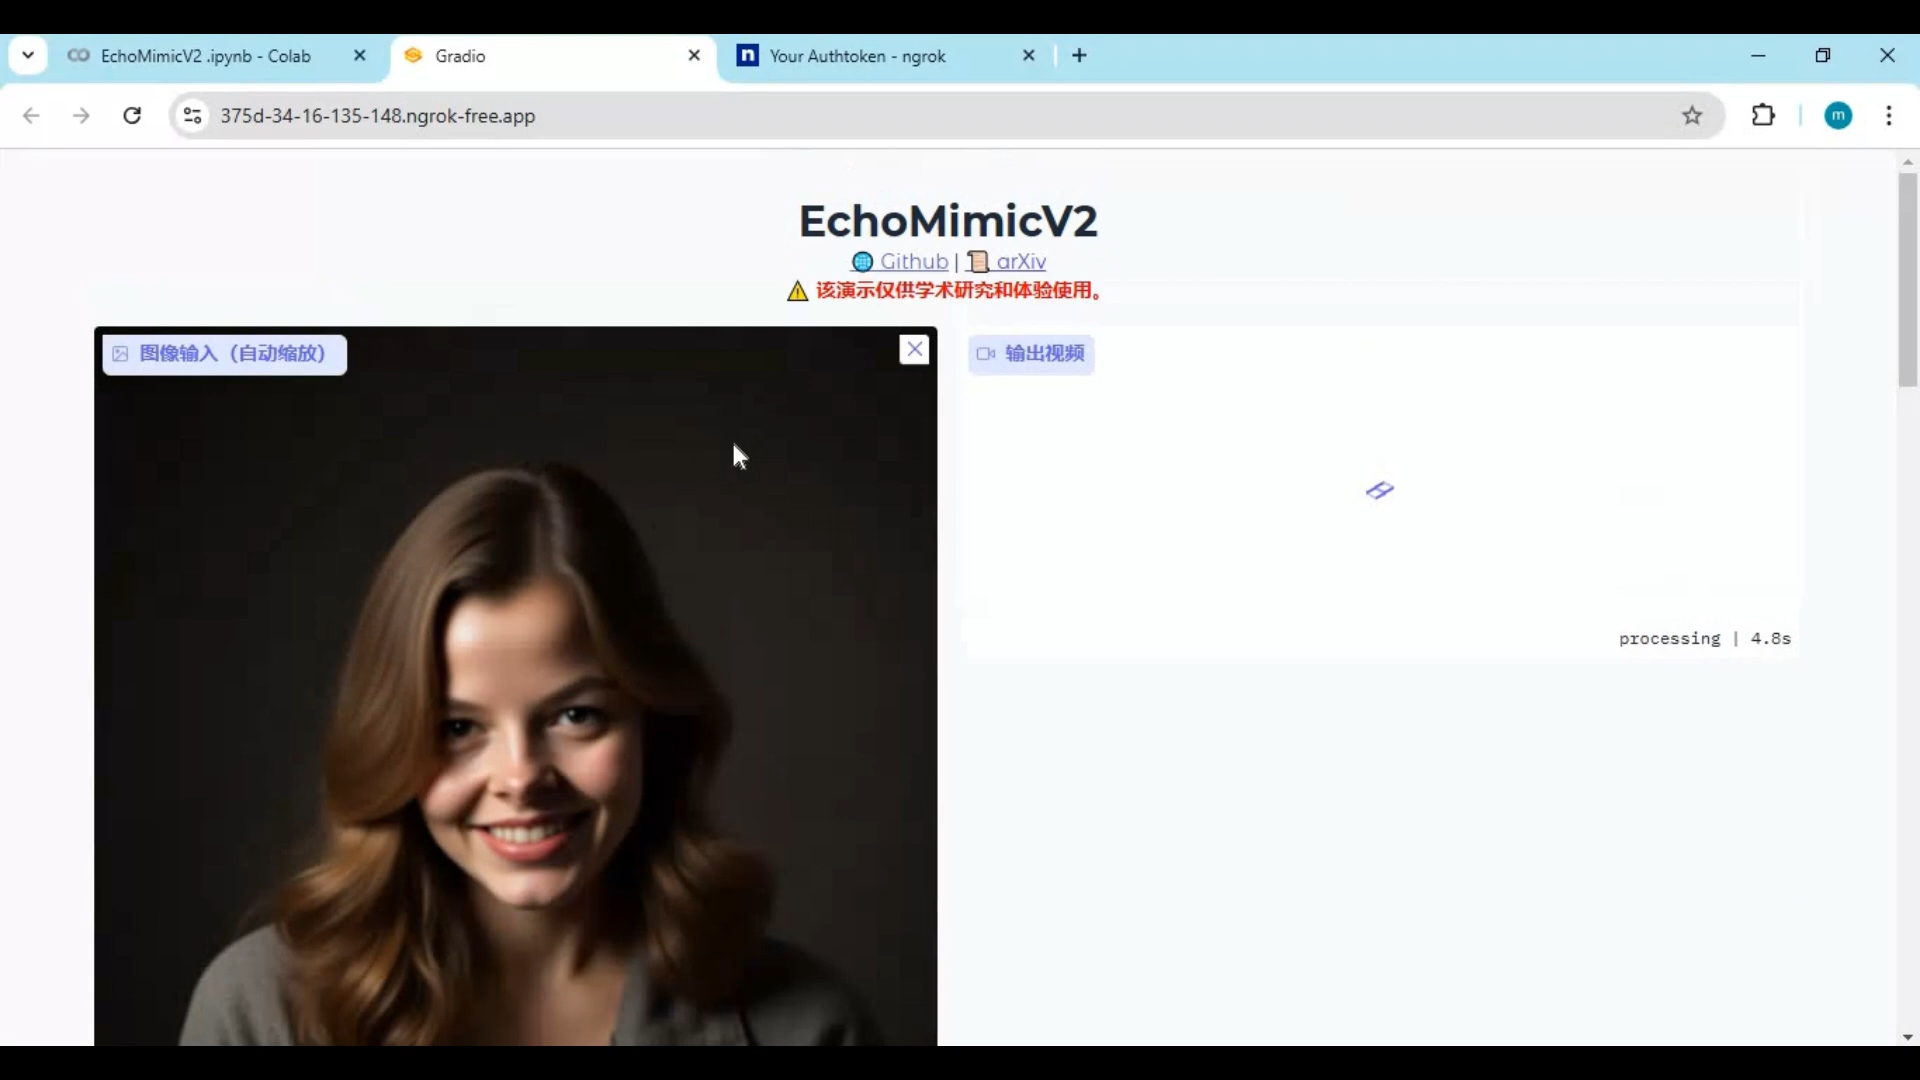 EchoMimicV2 .ipynb - Colab
Gradio
Your Authtoken - ngrok
375d-34-16-135-148.ngrok-free.app
m
EchoMimicV2
Github | arXiv
该演示仅供学术研究和体验使用。
图像输入（自动缩放）
输出视频
processing | 4.8s